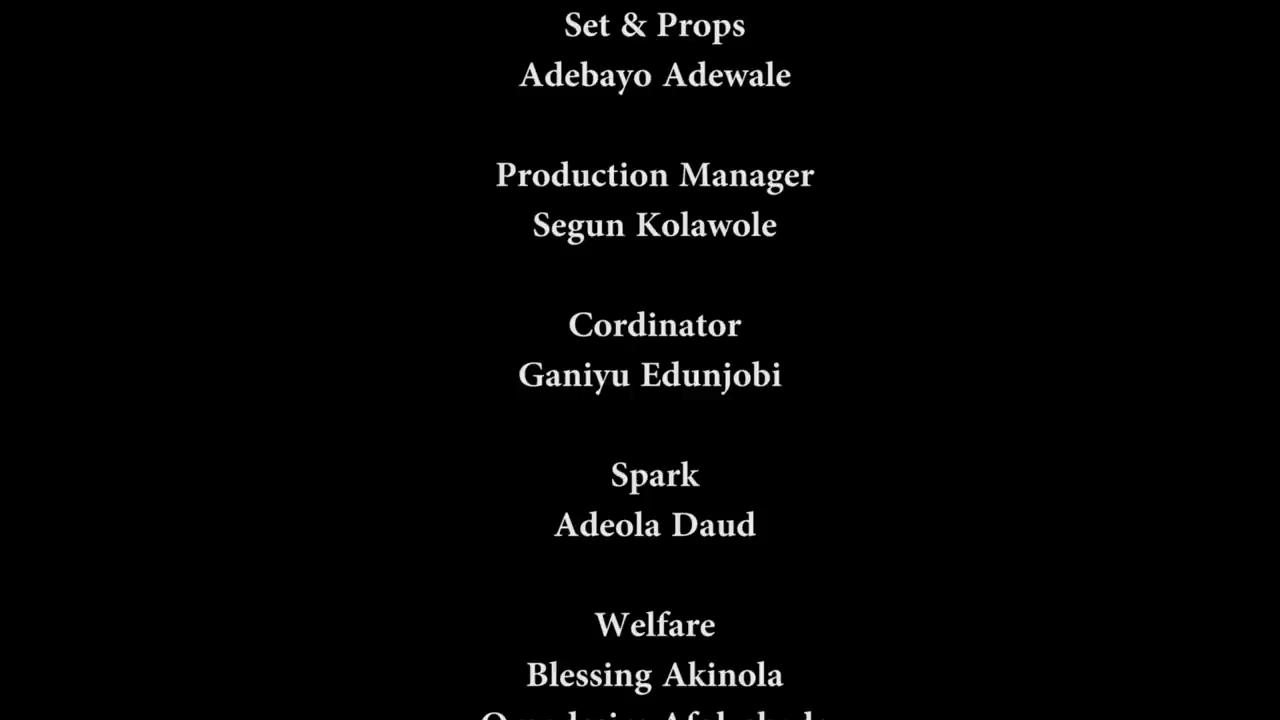 Set & Props
Adebayo Adewale
Production Manager
Segun Kolawole
Cordinator
Ganiyu Edunjobi
Spark
Adeola Daud
Welfare
Blessing Akinola